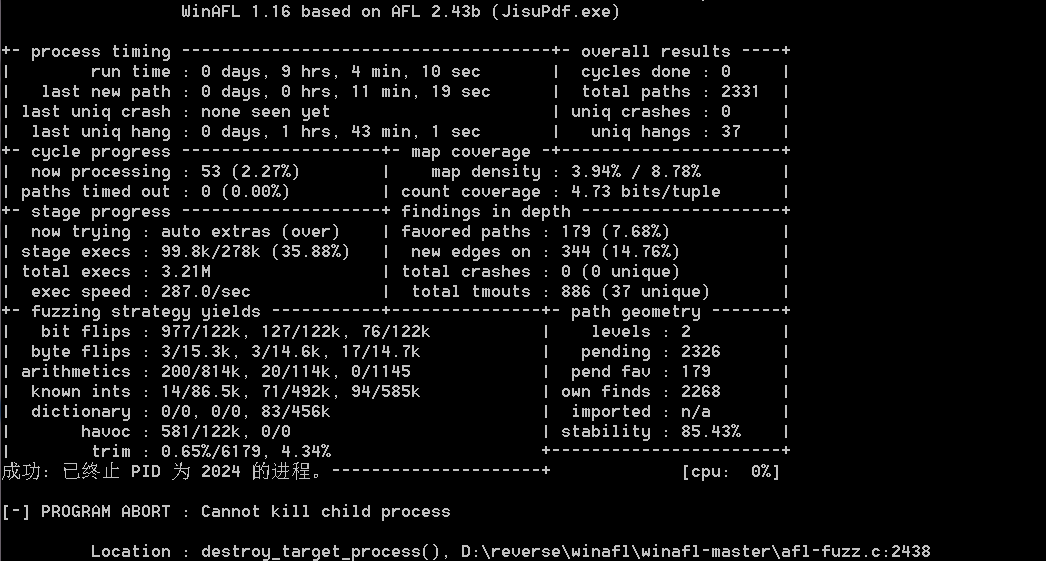 WinAFL 1.16 based on AFL 2.43b (JisuPdf.exe)
+- process timing -------------------------------------+- overall results ----+
|        run time : 0 days, 9 hrs, 4 min, 10 sec       |  cycles done : 0     |
|   last new path : 0 days, 0 hrs, 11 min, 19 sec      |  total paths : 2331  |
| last uniq crash : none seen yet                      | uniq crashes : 0     |
|  last uniq hang : 0 days, 1 hrs, 43 min, 1 sec       |   uniq hangs : 37    |
+- cycle progress --------------------+- map coverage -+----------------------+
|  now processing : 53 (2.27%)        |    map density : 3.94% / 8.78%        |
| paths timed out : 0 (0.00%)         | count coverage : 4.73 bits/tuple      |
+- stage progress --------------------+ findings in depth --------------------+
|  now trying : auto extras (over)    | favored paths : 179 (7.68%)           |
| stage execs : 99.8k/278k (35.88%)   |  new edges on : 344 (14.76%)          |
| total execs : 3.21M                 | total crashes : 0 (0 unique)          |
|  exec speed : 287.0/sec             |  total tmouts : 886 (37 unique)       |
+- fuzzing strategy yields -----------+---------------+- path geometry -------+
|   bit flips : 977/122k, 127/122k, 76/122k           |    levels : 2         |
|  byte flips : 3/15.3k, 3/14.6k, 17/14.7k            |   pending : 2326      |
| arithmetics : 200/814k, 20/114k, 0/1145             |  pend fav : 179       |
|  known ints : 14/86.5k, 71/492k, 94/585k            | own finds : 2268      |
|  dictionary : 0/0, 0/0, 83/456k                     |  imported : n/a       |
|       havoc : 581/122k, 0/0                         | stability : 85.43%    |
|        trim : 0.65%/6179, 4.34%                     +-----------------------+
成功: 已终止 PID 为 2024 的进程。---------------------+             [cpu:  0%]
[-] PROGRAM ABORT : Cannot kill child process
Location : destroy_target_process(), D:\reverse\winafl\winafl-master\afl-fuzz.c:2438